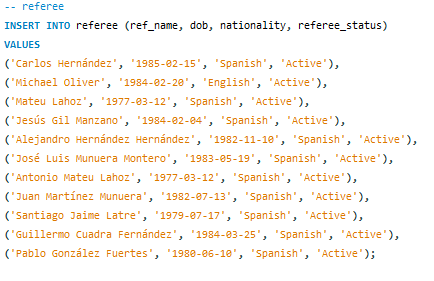 -- referee
INSERT INTO referee (ref_name, dob, nationality, referee_status)
VALUES
('Carlos Hernández', '1985-02-15', 'Spanish', 'Active'),
('Michael Oliver', '1984-02-20', 'English', 'Active'),
('Mateu Lahoz', '1977-03-12', 'Spanish', 'Active'),
('Jesús Gil Manzano', '1984-02-04', 'Spanish', 'Active'),
('Alejandro Hernández Hernández', '1982-11-10', 'Spanish', 'Active'),
('José Luis Munuera Montero', '1983-05-19', 'Spanish', 'Active'),
('Antonio Mateu Lahoz', '1977-03-12', 'Spanish', 'Active'),
('Juan Martínez Munuera', '1982-07-13', 'Spanish', 'Active'),
('Santiago Jaime Latre', '1979-07-17', 'Spanish', 'Active'),
('Guillermo Cuadra Fernández', '1984-03-25', 'Spanish', 'Active'),
('Pablo González Fuertes', '1980-06-10', 'Spanish', 'Active');